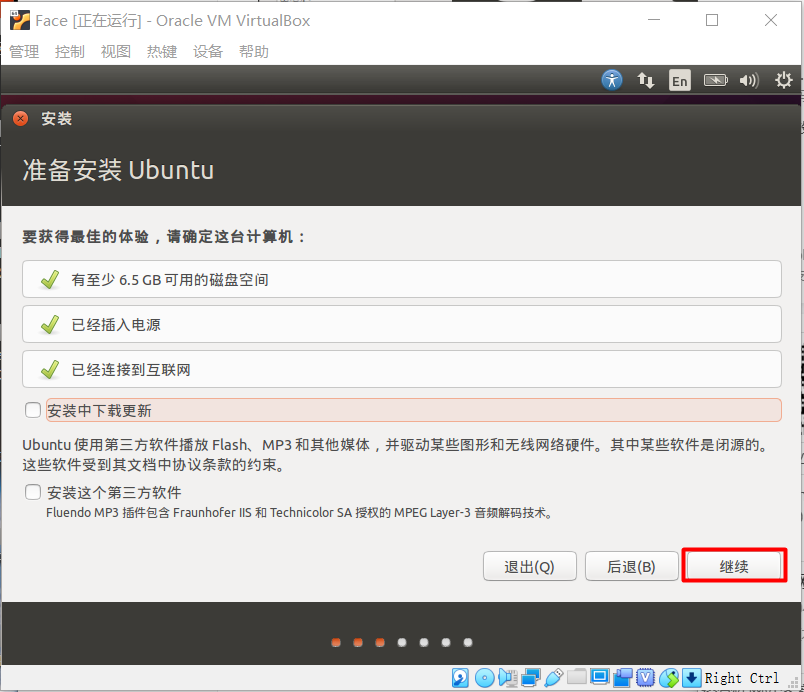 Face [正在运行] - Oracle VM VirtualBox
管理 控制 视图 热键 设备 帮助
En
安装
准备安装 Ubuntu
要获得最佳的体验，请确定这台计算机：
有至少 6.5 GB 可用的磁盘空间
已经插入电源
已经连接到互联网
安装中下载更新
Ubuntu 使用第三方软件播放 Flash、MP3 和其他媒体，并驱动某些图形和无线网络硬件。其中某些软件是闭源的。
这些软件受到其文档中协议条款的约束。
安装这个第三方软件
Fluendo MP3 插件包含 Fraunhofer IIS 和 Technicolor SA 授权的 MPEG Layer-3 音频解码技术。
退出(Q) 后退(B) 继续
Right Ctrl